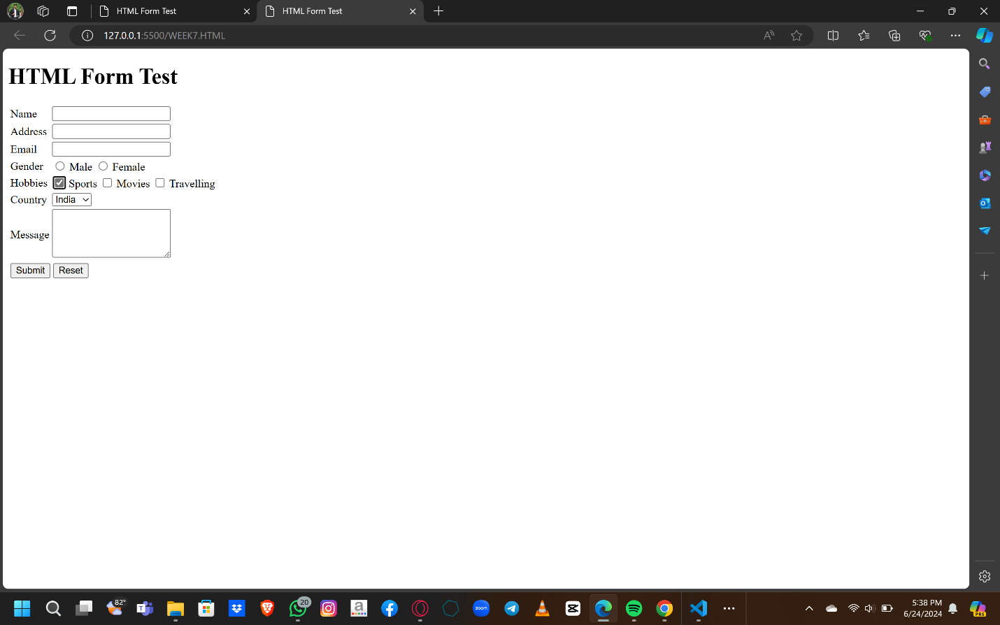 HTML Form Test
HTML Form Test
127.0.0.1:5500/WEEK7.HTML
HTML Form Test
Name
Address
Email
Gender Male Female
Hobbies Sports Movies Travelling
Country India
Message
Submit Reset
82°
20
a
zoom
5:38 PM
6/24/2024
PRE